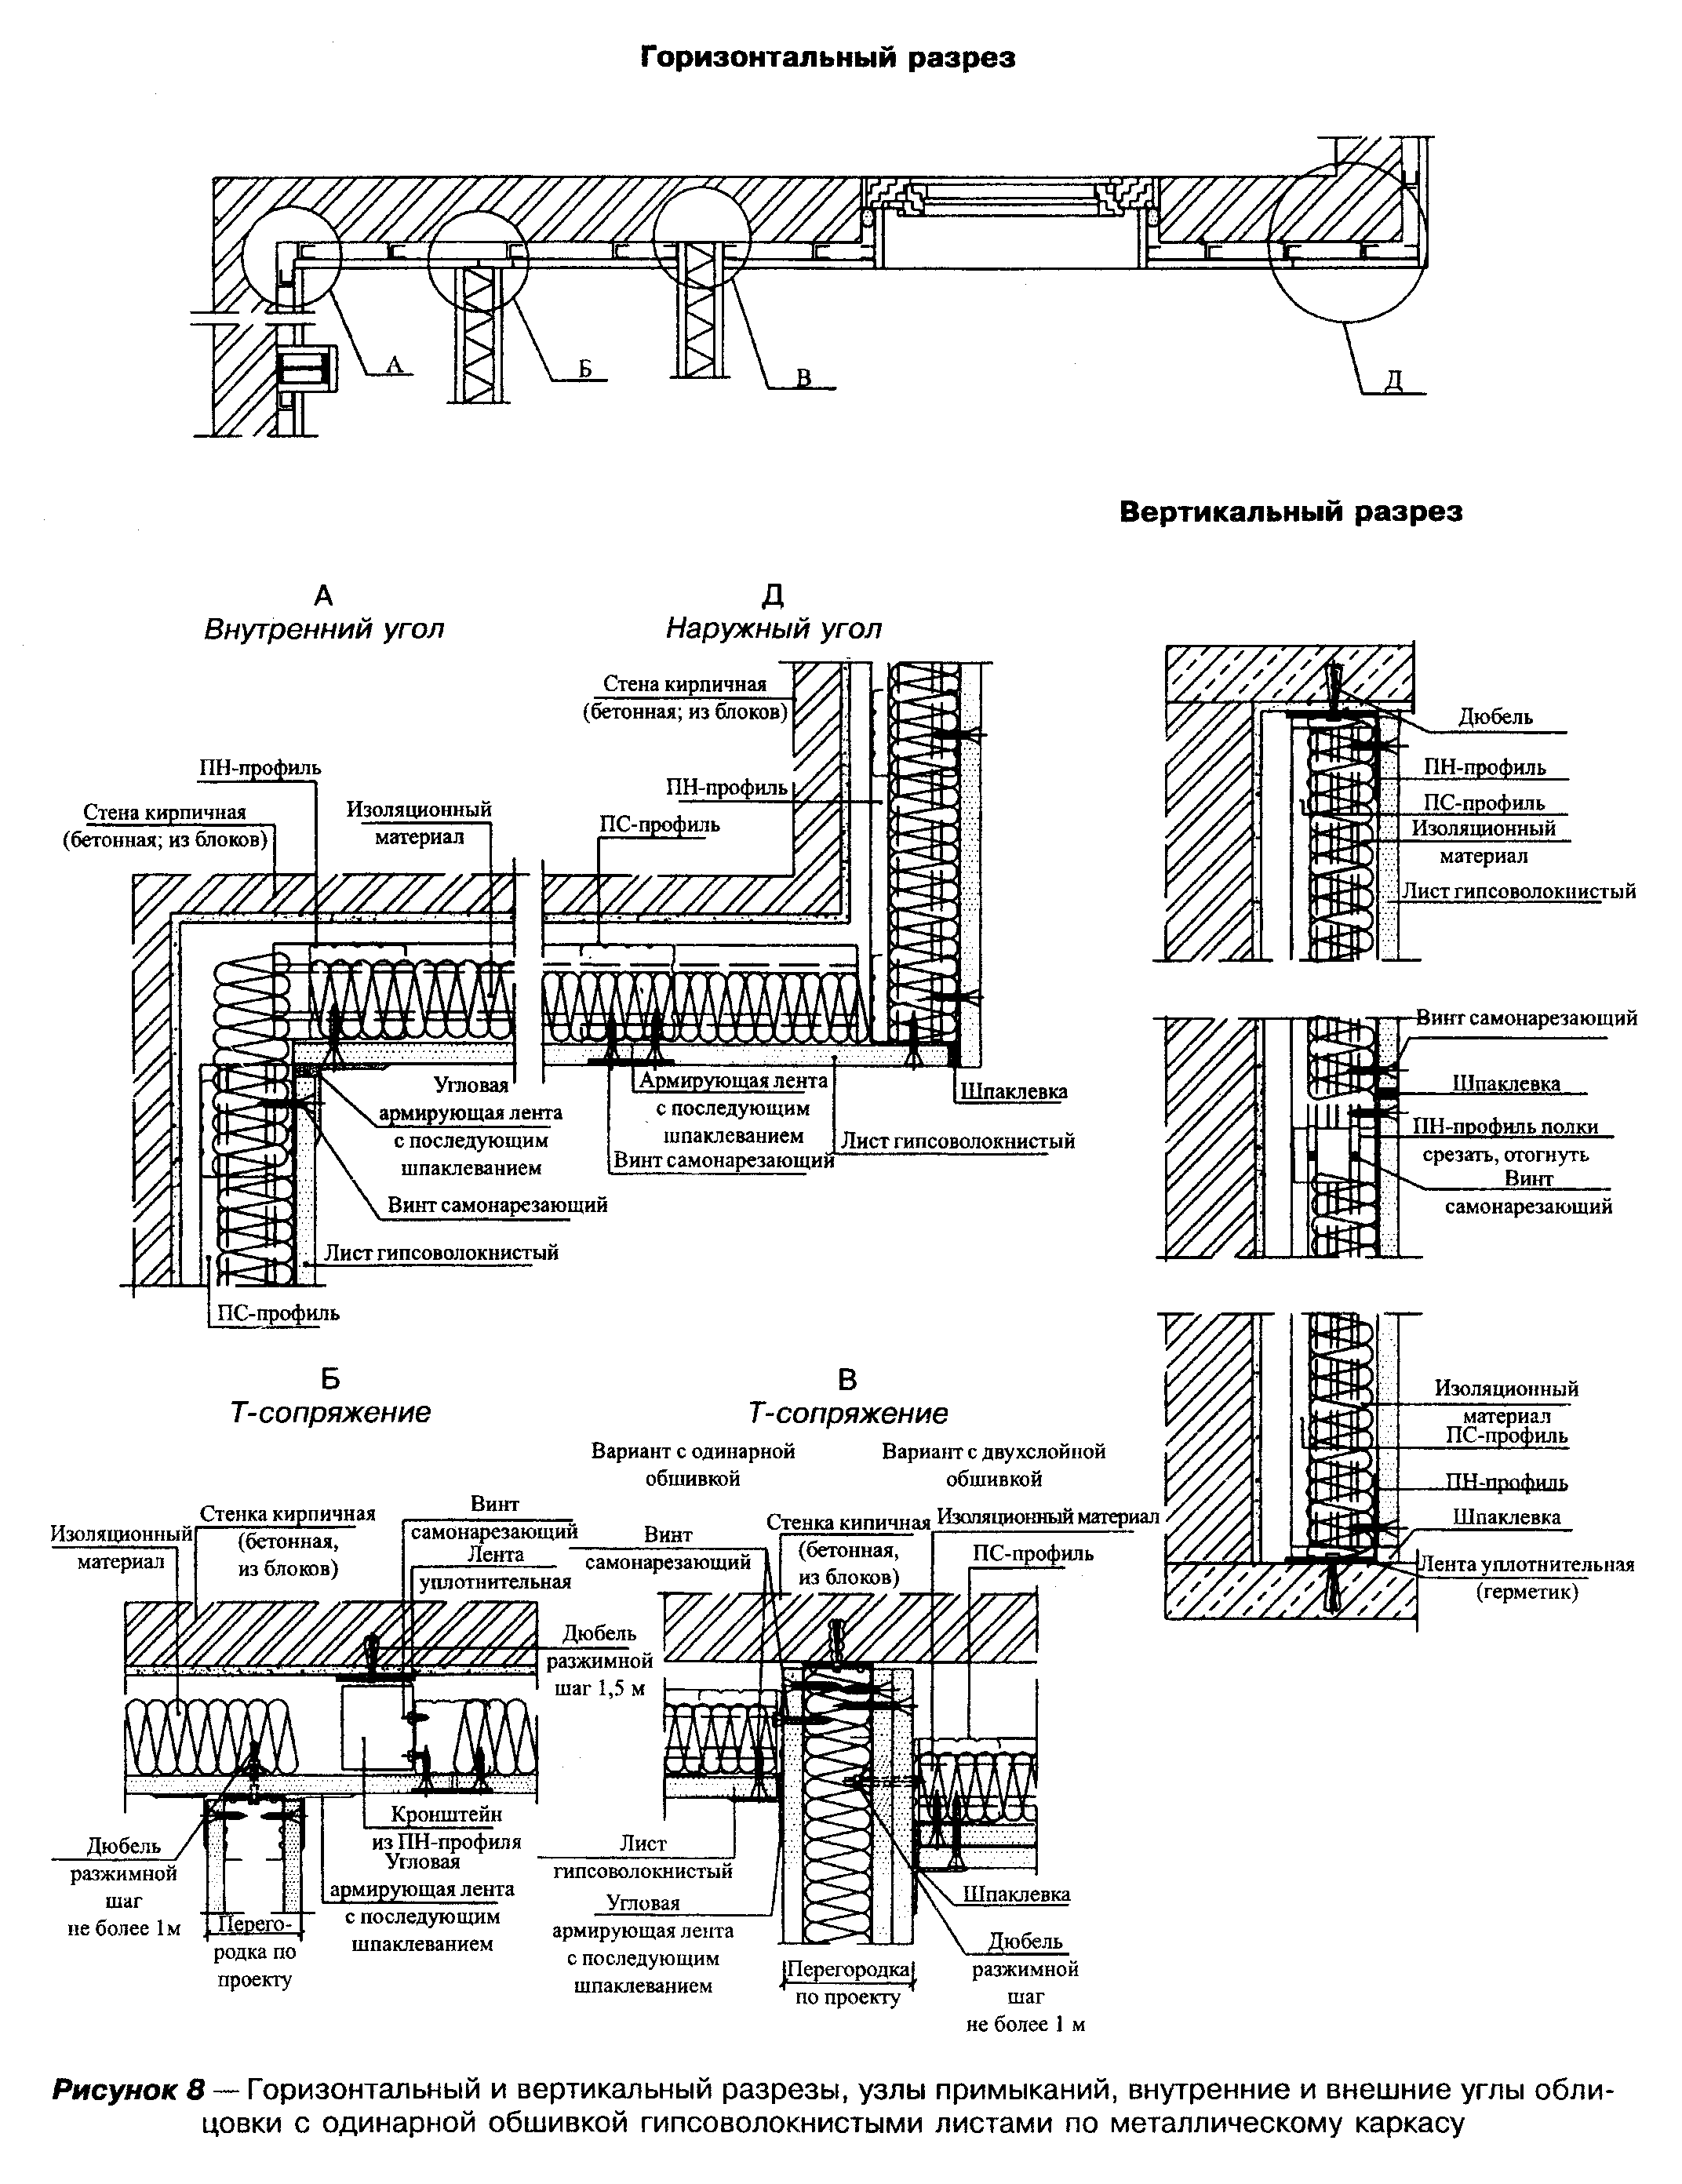 Горизонтальный разрез
А
Б
В
Д
Вертикальный разрез
А
Внутренний угол
Д
Наружный угол
Стена кирпичная
(бетонная; из блоков)
ПН-профиль
Стена кирпичная
(бетонная; из блоков)
Изоляционный
материал
ПН-профиль
ПС-профиль
Угловая
армирующая лента
с последующим
шпаклеванием
Армирующая лента
с последующим
шпаклеванием
Винт самонарезающий
Шпаклевка
Лист гипсоволокнистый
Винт самонарезающий
Лист гипсоволокнистый
ПС-профиль
Дюбель
ПН-профиль
ПС-профиль
Изоляционный
материал
Лист гипсоволокнистый
Винт самонарезающий
Шпаклевка
ПН-профиль полки
срезать, отогнуть
Винт
самонарезающий
Изоляционный
материал
ПС-профиль
ПН-профиль
Шпаклевка
Лента уплотнительная
(герметик)
Б
Т-сопряжение
Изоляционный
материал
Стенка кирпичная
(бетонная,
из блоков)
Винт
самонарезающий
Лента
уплотнительная
Дюбель
разжимной
шаг 1,5 м
Кронштейн
из ПН-профиля
Угловая
армирующая лента
с последующим
шпаклеванием
Дюбель
разжимной
шаг
не более 1м
Перего-
родка по
проекту
В
Т-сопряжение
Вариант с одинарной
обшивкой
Вариант с двухслойной
обшивкой
Винт
самонарезающий
Стенка кипичная
(бетонная,
из блоков)
Изоляционный материал
ПС-профиль
Лист
гипсоволокнистый
Угловая
армирующая лента
с последующим
шпаклеванием
Перегородка
по проекту
Шпаклевка
Дюбель
разжимной
шаг
не более 1 м
Рисунок 8 — Горизонтальный и вертикальный разрезы, узлы примыканий, внутренние и внешние углы обли-
цовки с одинарной обшивкой гипсоволокнистыми листами по металлическому каркасу